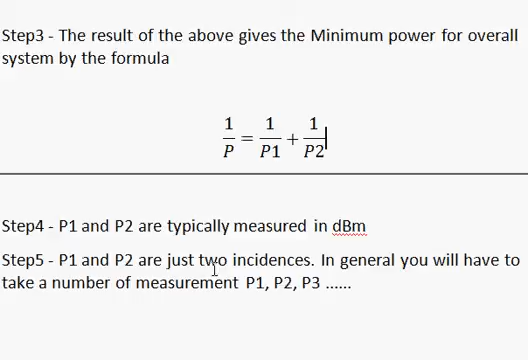 Step3 - The result of the above gives the Minimum power for overall
system by the formula
1/P = 1/P1 + 1/P2
Step4 - P1 and P2 are typically measured in dBm
Step5 - P1 and P2 are just two incidences. In general you will have to
take a number of measurement P1, P2, P3 ......